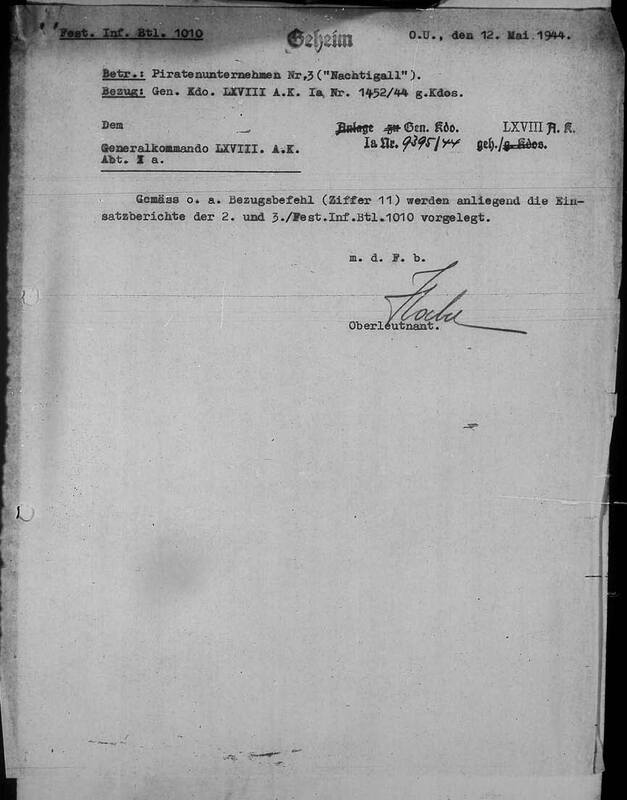 Fest. Inf. Btl. 1010
Geheim
O.U., den 12. Mai 1944.
Betr.: Piratenunternehmen Nr,3 ("Nachtigall").
Bezug: Gen. Kdo. LXVIII A.K. Ia Nr. 1452/44 g.Kdos.
Dem
Generalkommando LXVIII. A.K.
Abt. I a.
Anlage zu Gen. Kdo. LXVIII A. K.
Ia Nr. 9395/44 geh./g. Kdos.
Gemäss o. a. Bezugsbefehl (Ziffer 11) werden anliegend die Ein-
satzberichte der 2. und 3./Fest.Inf.Btl.1010 vorgelegt.
m. d. F. b.
Oberleutnant.